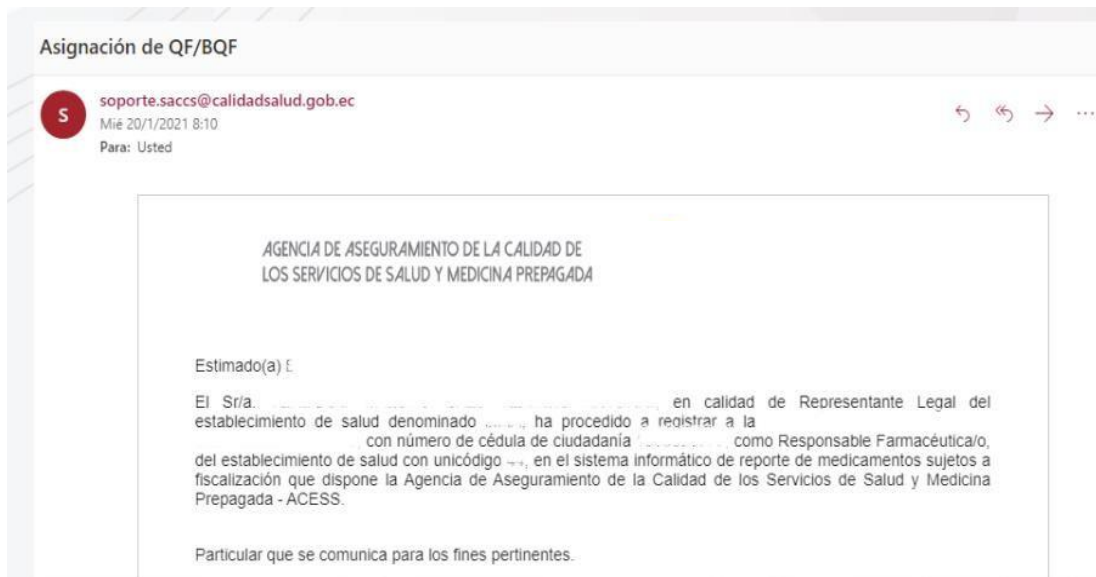 Asignación de QF/BQF
S
soporte.saccs@calidadsalud.gob.ec
Mié 20/1/2021 8:10
Para: Usted
AGENCIA DE ASEGURAMIENTO DE LA CALIDAD DE
LOS SERVICIOS DE SALUD Y MEDICINA PREPAGADA
Estimado(a)
El Sr/a. en calidad de Representante Legal del
establecimiento de salud denominado ha procedido a registrar a la
con número de cédula de ciudadanía como Responsable Farmacéutica/o,
del establecimiento de salud con unicódigo , en el sistema informático de reporte de medicamentos sujetos a
fiscalización que dispone la Agencia de Aseguramiento de la Calidad de los Servicios de Salud y Medicina
Prepagada - ACESS.
Particular que se comunica para los fines pertinentes.